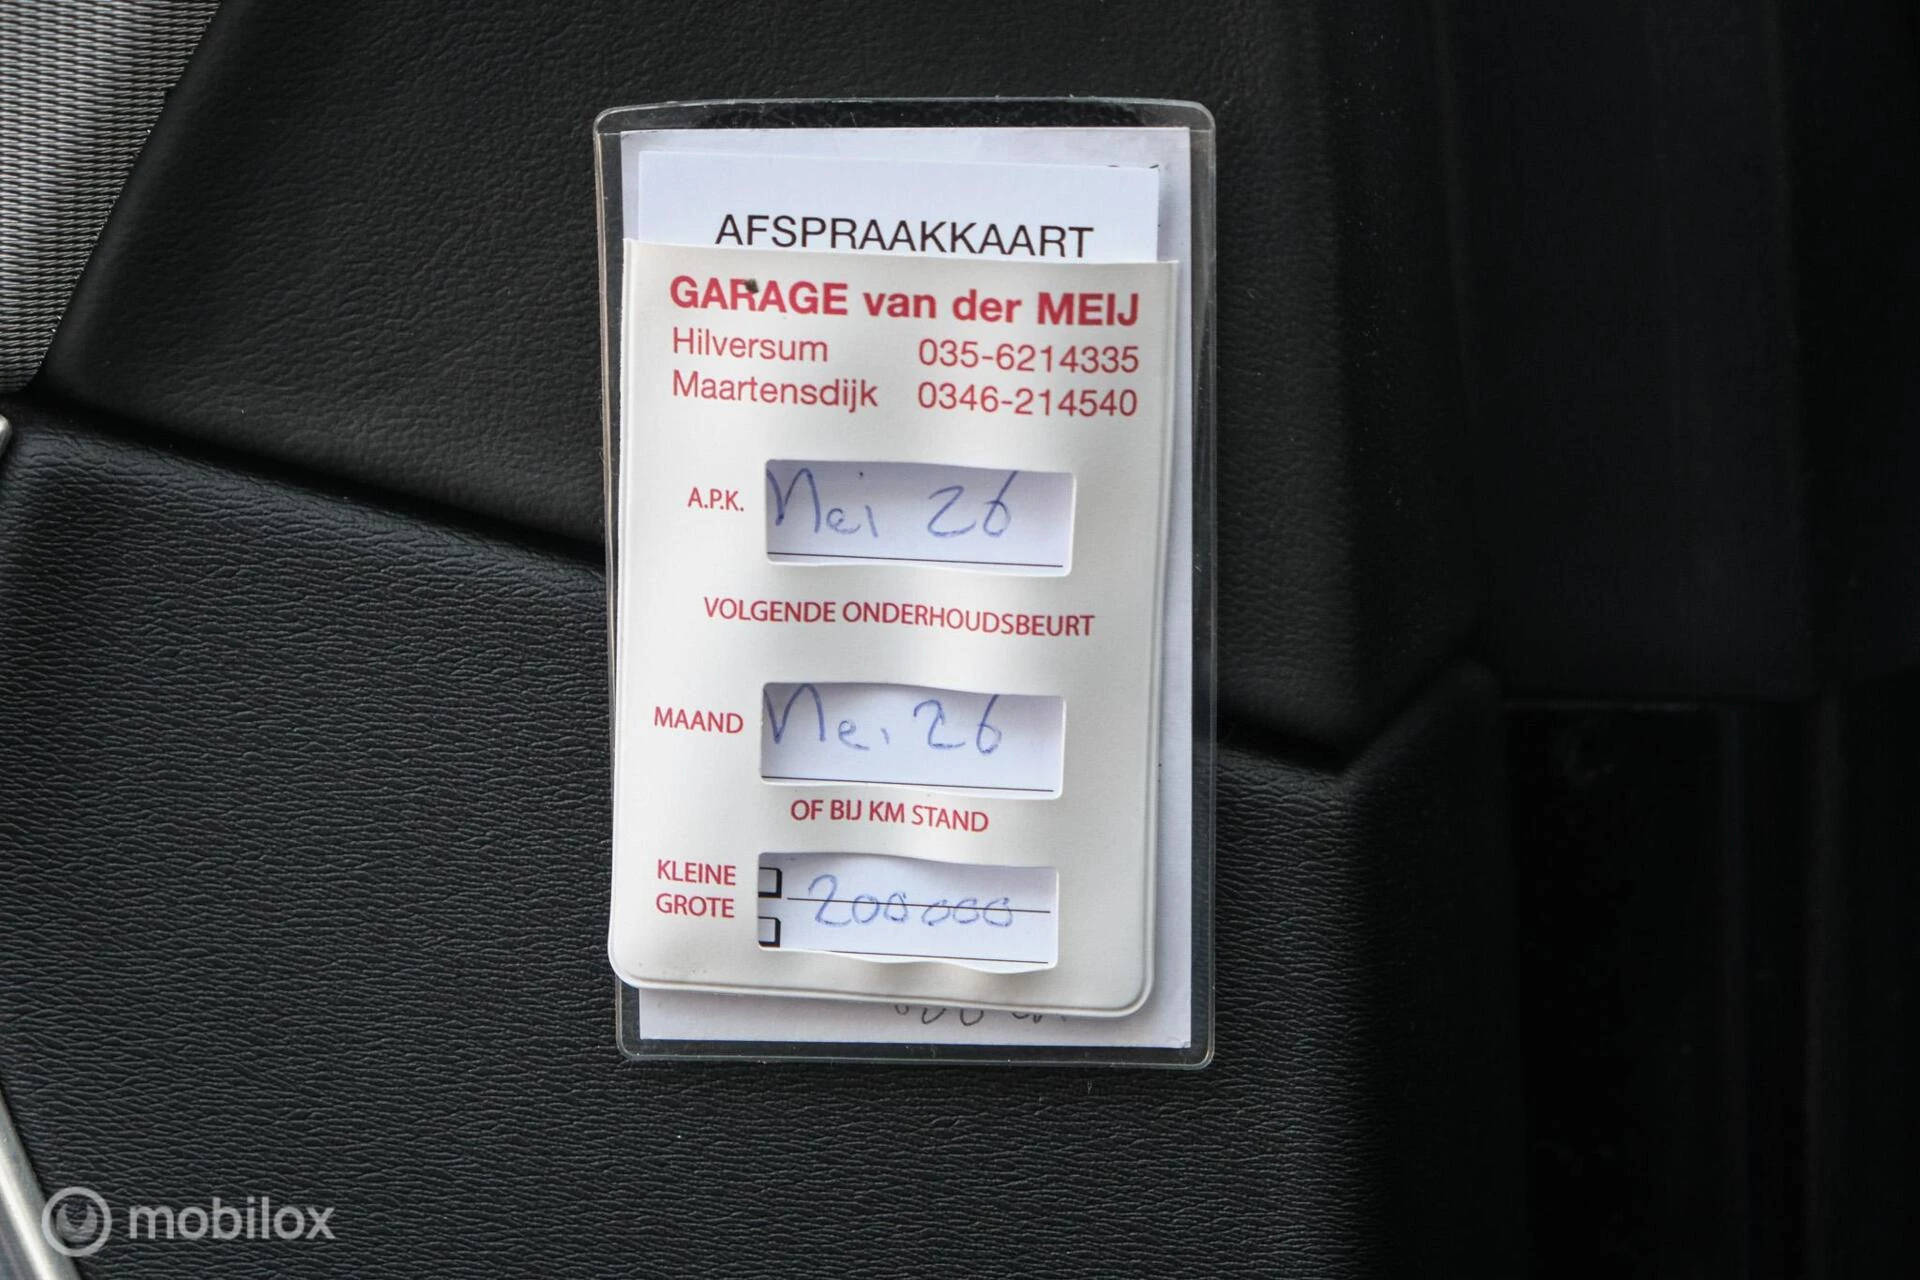 AFSPRAAKKAART
GARAGE van der MEIJ
Hilversum 035-6214335
Maartensdijk 0346-214540
A.P.K. Mei 26
VOLGENDE ONDERHOUDSBEURT
MAAND Mei 26
OF BIJ KM STAND
KLEINE
GROTE 200000
mobilox